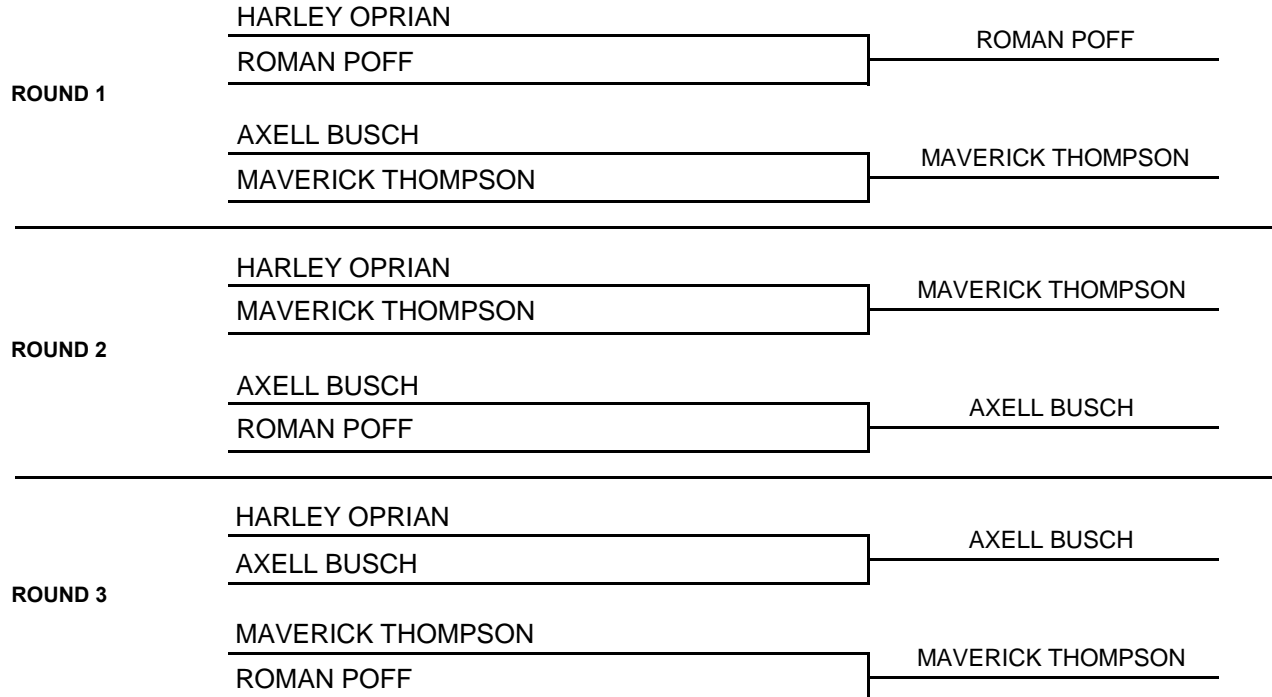 HARLEY OPRIAN
ROMAN POFF
ROMAN POFF
ROUND 1
AXELL BUSCH
MAVERICK THOMPSON
MAVERICK THOMPSON
HARLEY OPRIAN
MAVERICK THOMPSON
MAVERICK THOMPSON
ROUND 2
AXELL BUSCH
AXELL BUSCH
ROMAN POFF
HARLEY OPRIAN
AXELL BUSCH
AXELL BUSCH
ROUND 3
MAVERICK THOMPSON
MAVERICK THOMPSON
ROMAN POFF